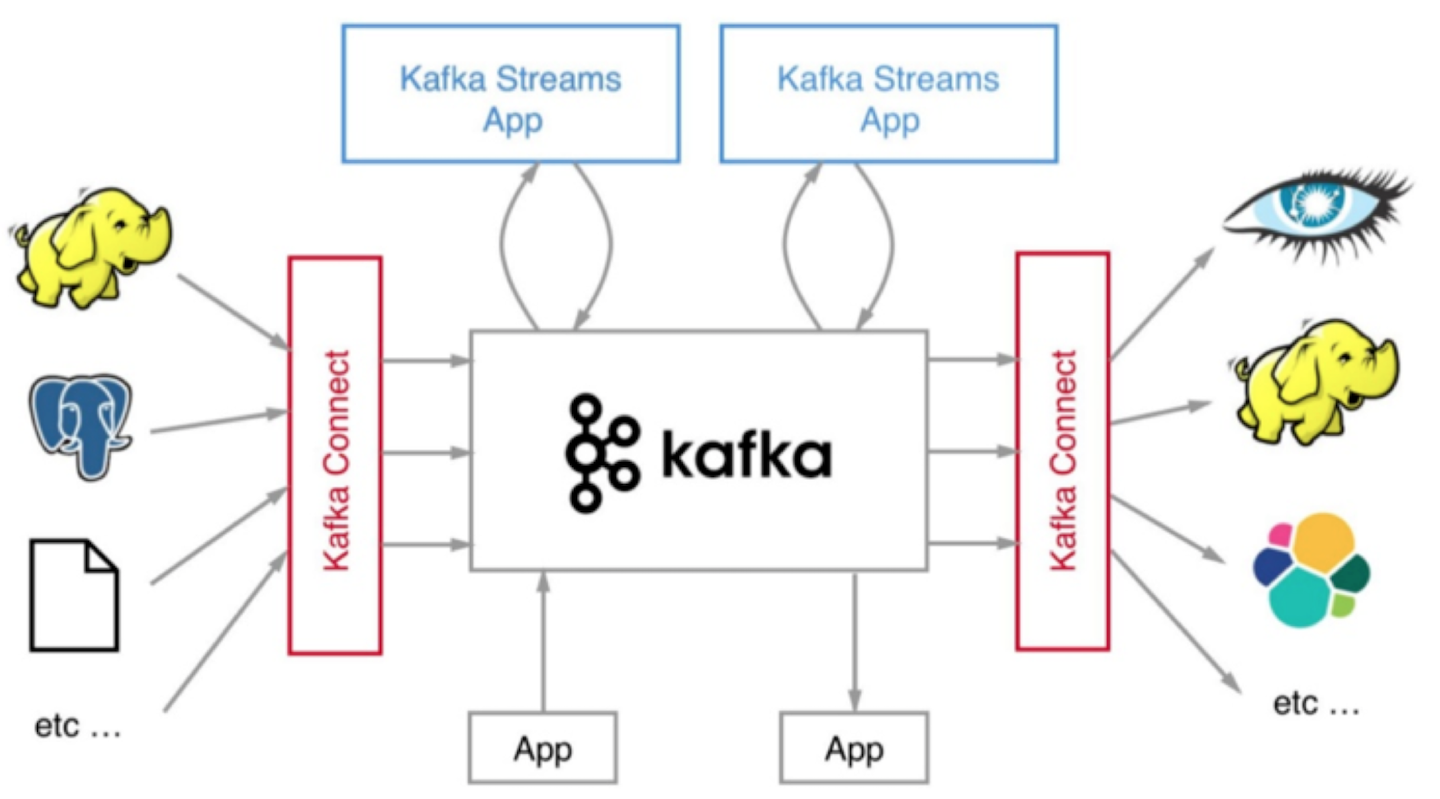 Kafka Streams
App
Kafka Streams
App
Kafka Connect
kafka
Kafka Connect
etc ...
etc ...
App
App